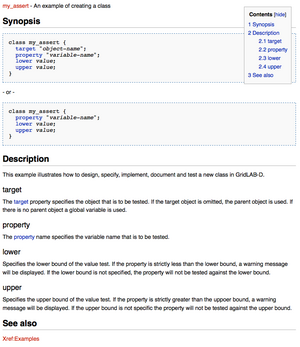 my_assert - An example of creating a class
Contents [hide]
1 Synopsis
2 Description
2.1 target
2.2 property
2.3 lower
2.4 upper
3 See also
Synopsis
class my_assert {
target "object-name";
property "variable-name";
lower value;
upper value;
}
- or -
class my_assert {
property "variable-name";
lower value;
upper value;
}
Description
This example illustrates how to design, specify, implement, document and test a new class in GridLAB-D.
target
The target property specifies the object that is to be tested. If the target object is omitted, the parent object is used. If
there is no parent object a global variable is used.
property
The property name specifies the variable name that is to be tested.
lower
Specifies the lower bound of the value test. If the property is strictly less than the lower bound, a warning message
will be displayed. If the lower bound is not specified, the property will not be tested against the lower bound.
upper
Specifies the upper bound of the value test. If the property is strictly greater than the uppoer bound, a warning
message will be displayed. If the upper bound is not specific the property will not be tested against the upper bound.
See also
Xref:Examples